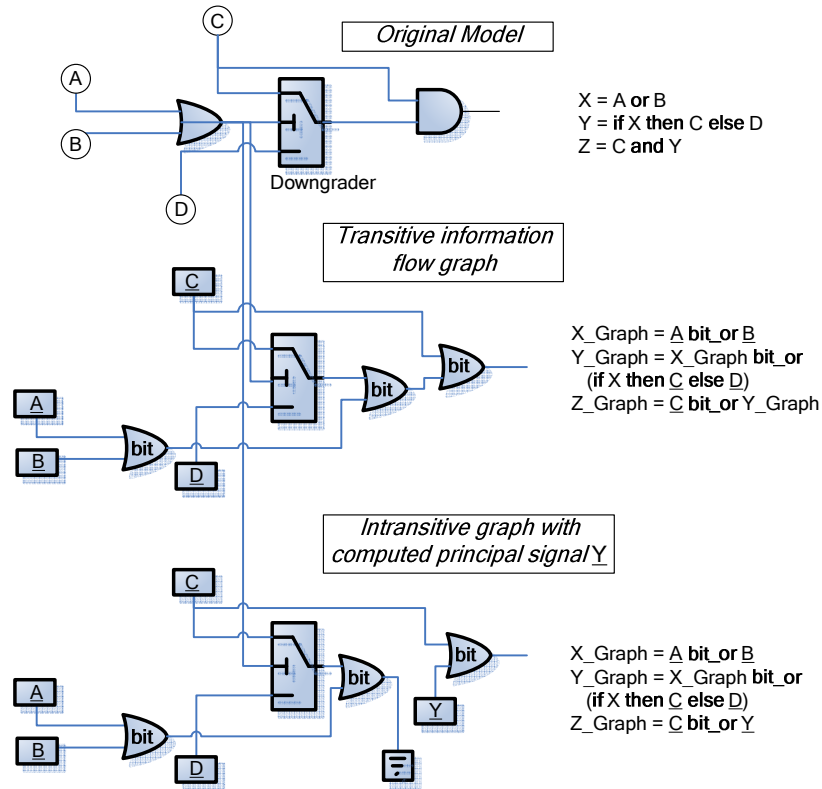 C
Original Model
A
B
D
Downgrader
X = A or B
Y = if X then C else D
Z = C and Y
Transitive information
flow graph
C
A
B
D
bit
bit
bit
X_Graph = A bit_or B
Y_Graph = X_Graph bit_or
(if X then C else D)
Z_Graph = C bit_or Y_Graph
Intransitive graph with
computed principal signal Y
C
A
B
D
bit
bit
bit
Y
X_Graph = A bit_or B
Y_Graph = X_Graph bit_or
(if X then C else D)
Z_Graph = C bit_or Y